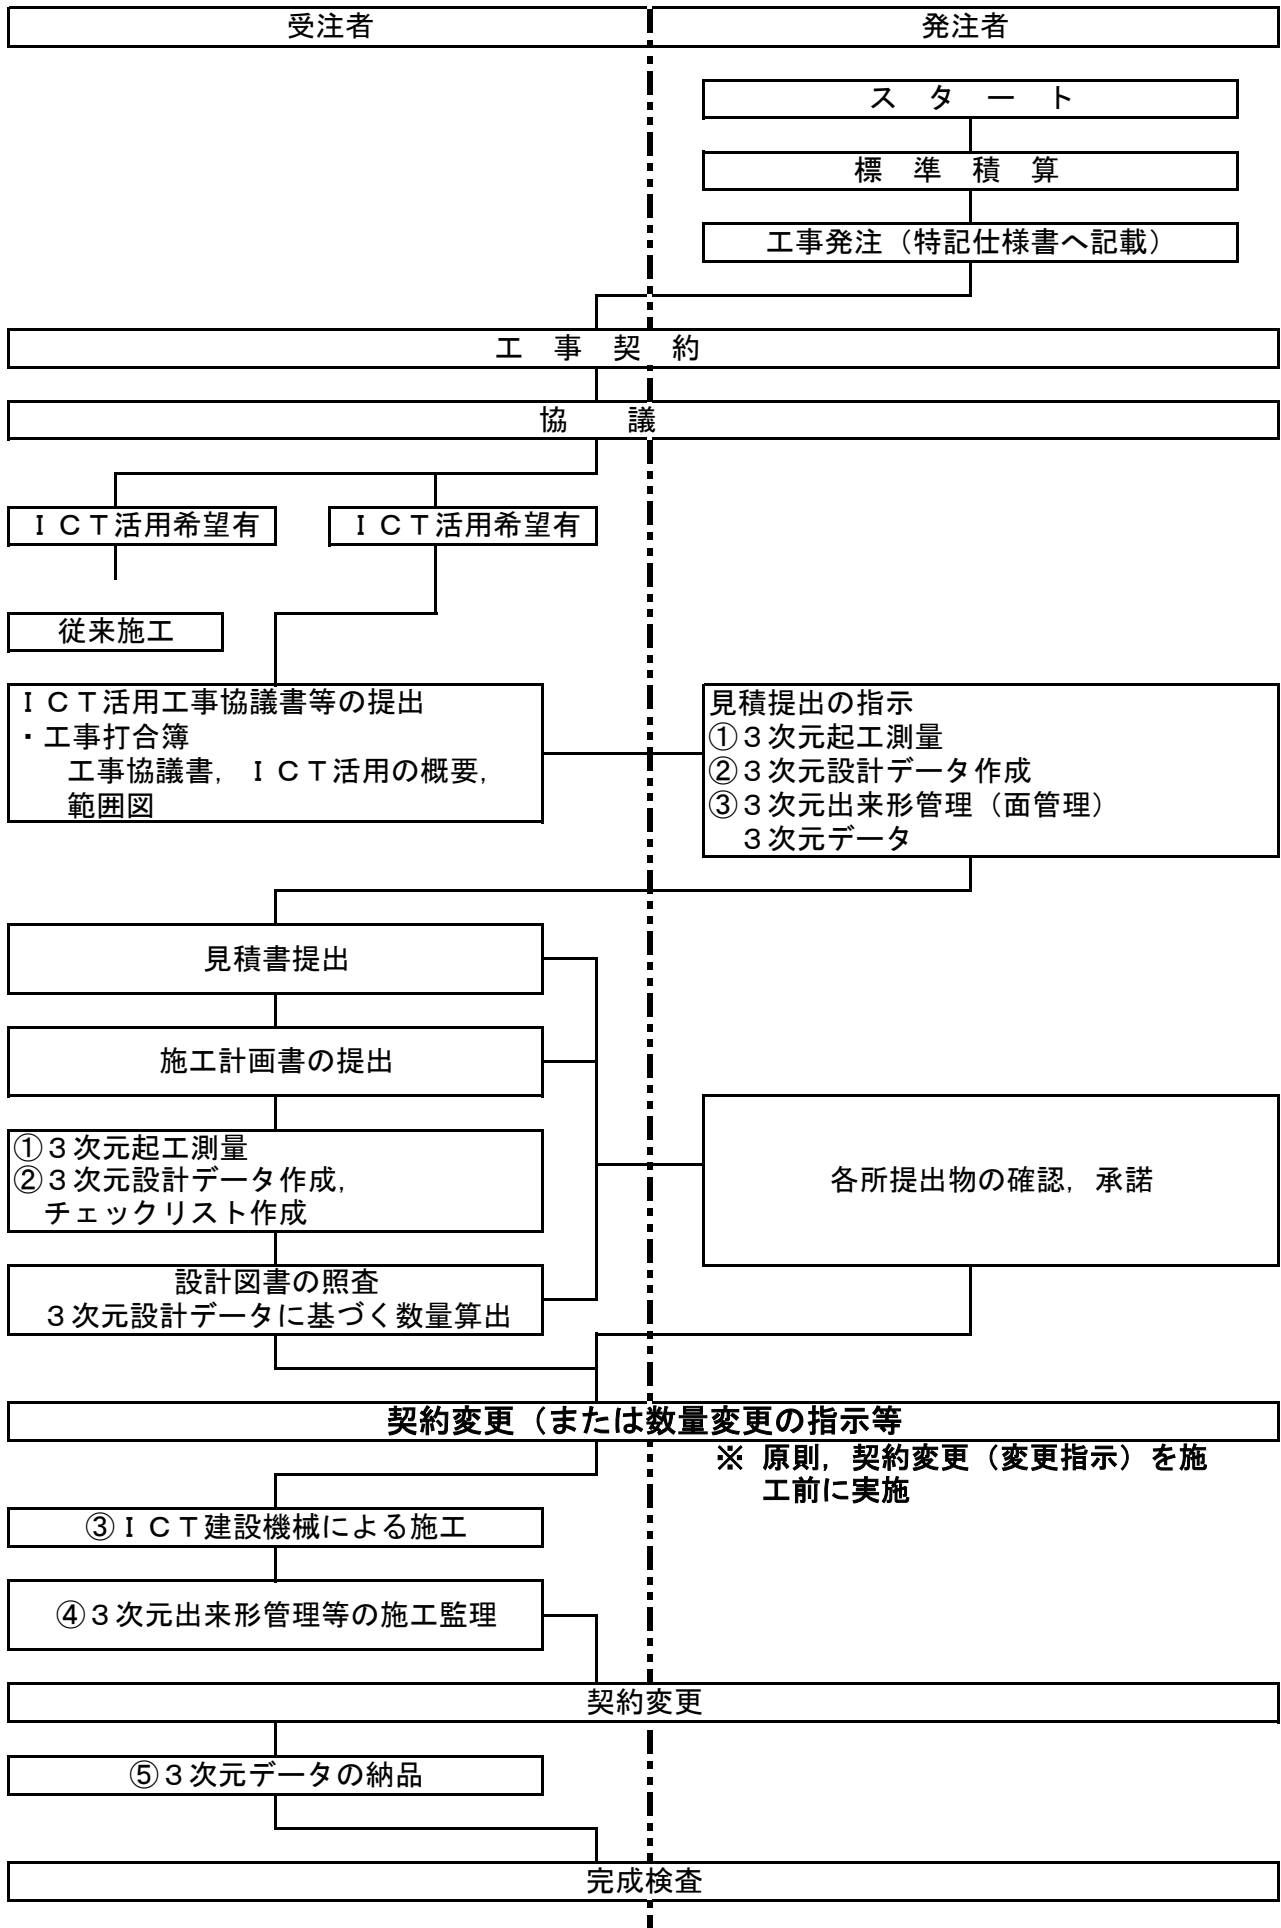 受注者
発注者
スタート
標準積算
工事発注（特記仕様書へ記載）
工事契約
協議
ＩＣＴ活用希望有
ＩＣＴ活用希望有
従来施工
ＩＣＴ活用工事協議書等の提出
・工事打合簿
工事協議書，ＩＣＴ活用の概要，
範囲図
見積提出の指示
①３次元起工測量
②３次元設計データ作成
③３次元出来形管理（面管理）
３次元データ
見積書提出
施工計画書の提出
①３次元起工測量
②３次元設計データ作成，
チェックリスト作成
各所提出物の確認，承諾
設計図書の照査
３次元設計データに基づく数量算出
契約変更（または数量変更の指示等
※ 原則，契約変更（変更指示）を施
工前に実施
③ＩＣＴ建設機械による施工
④３次元出来形管理等の施工監理
契約変更
⑤３次元データの納品
完成検査